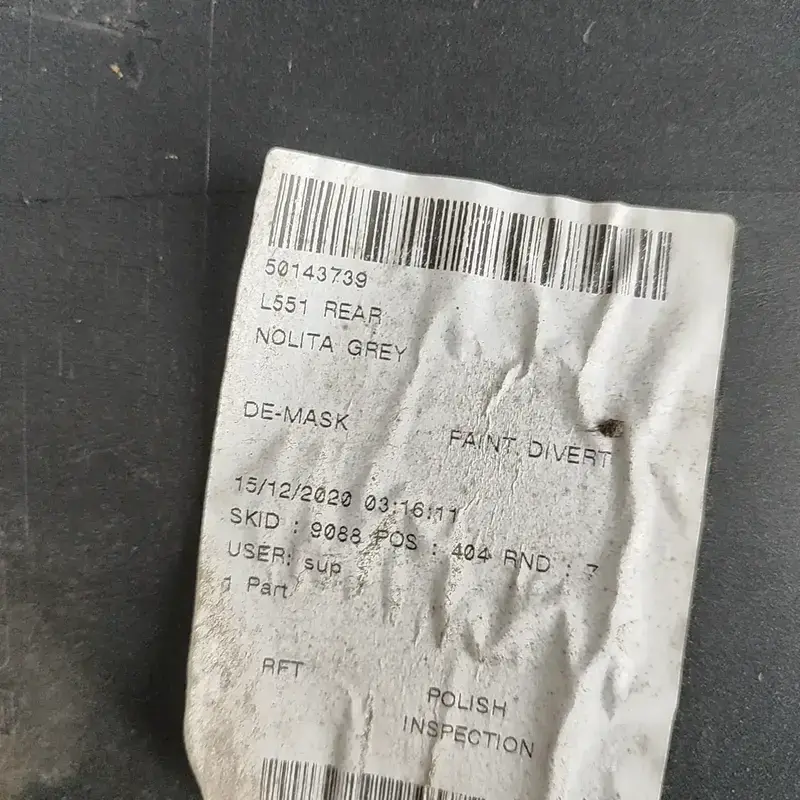 50143739
L551 REAR
NOLITA GREY
DE-MASK
PAINT DIVERT
15/12/2020 03:16:11
SKID : 9088 POS : 404 RND : 7
USER: sup
1 Part
RFT
POLISH
INSPECTION